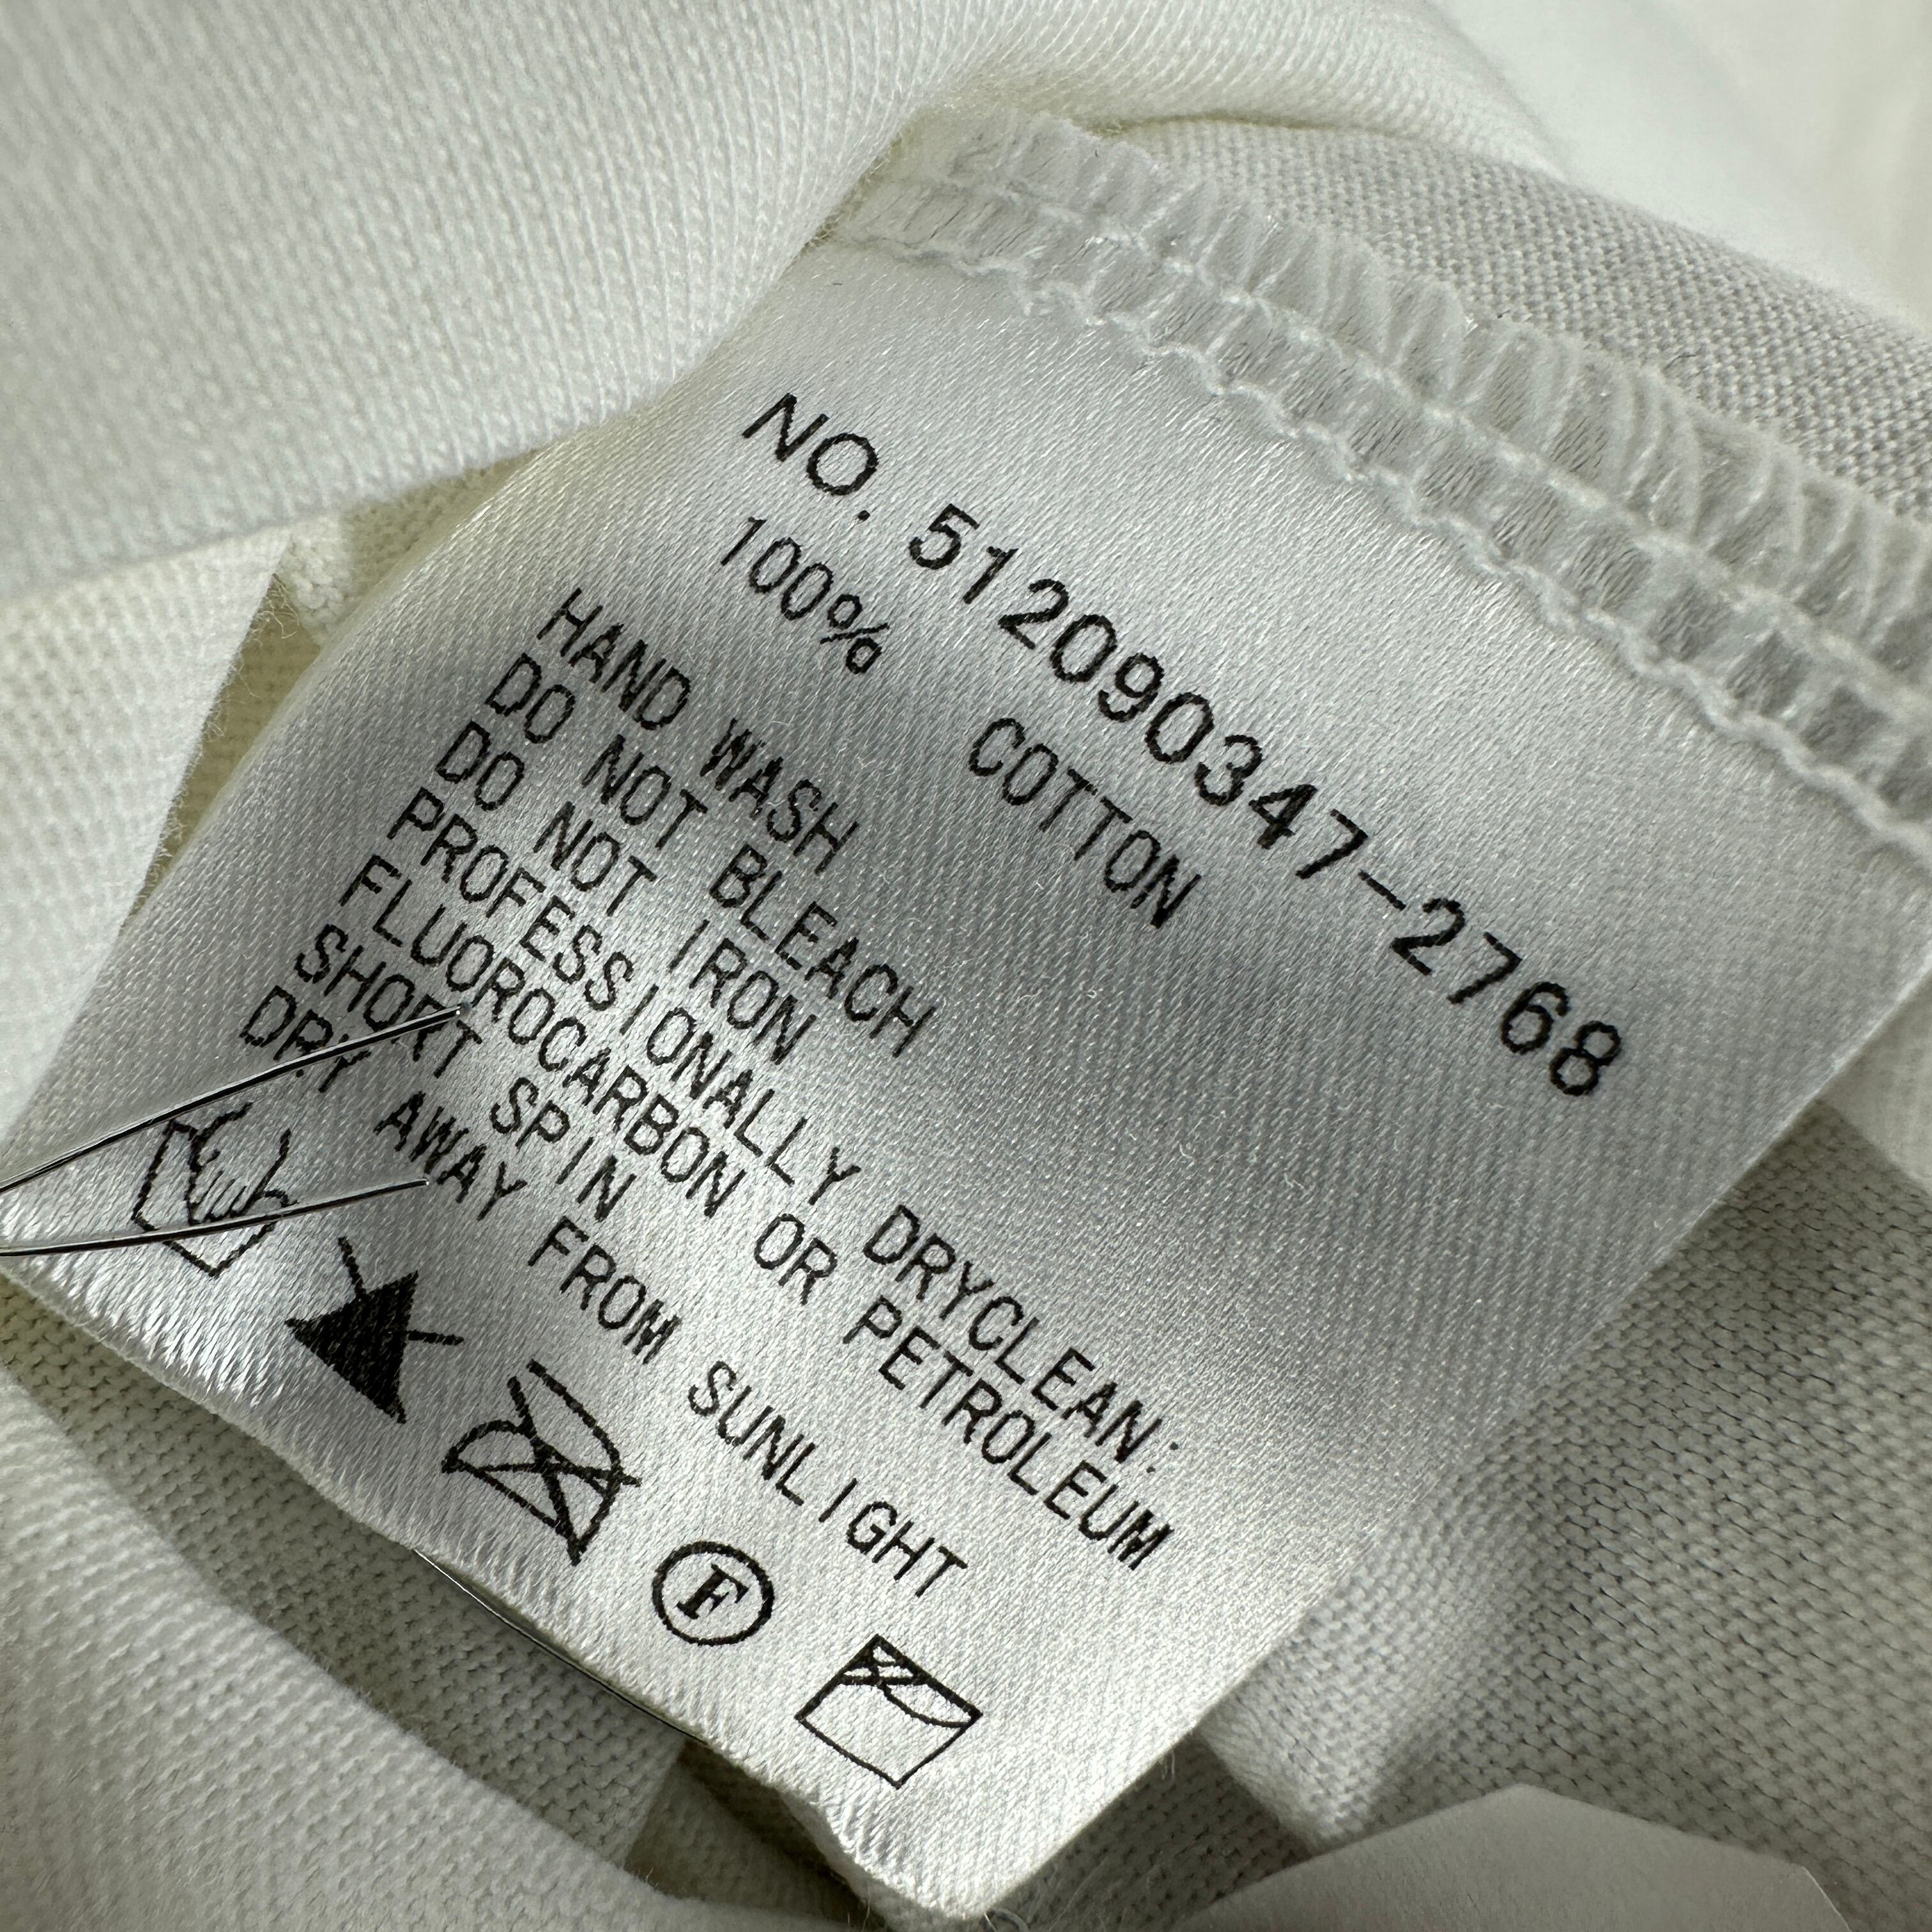 NO. 512090347-2768
100% COTTON
HAND WASH
DO NOT BLEACH
DO NOT IRON
PROFESSIONALLY DRYCLEAN:
FLUOROCARBON OR PETROLEUM
SHORT SPIN
DRY AWAY FROM SUNLIGHT
F